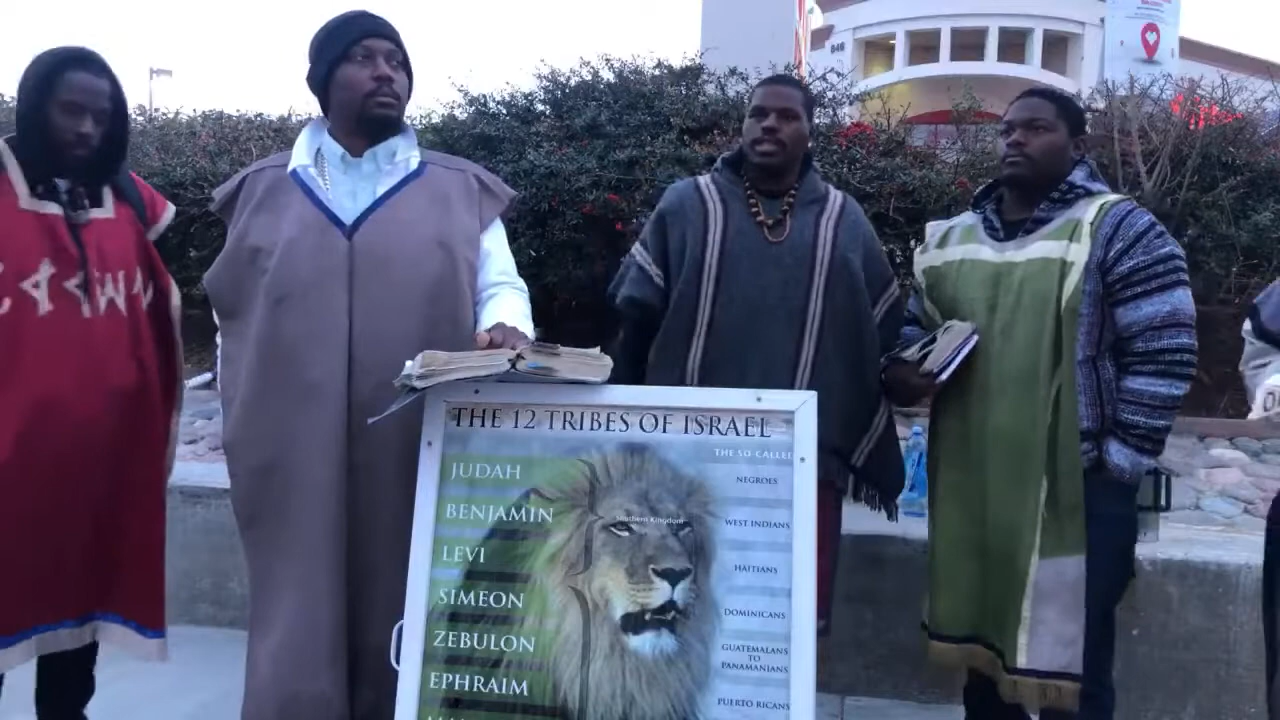 846
THE 12 TRIBES OF ISRAEL
THE SO CALLED
JUDAH
NEGROES
Southern Kingdom
BENJAMIN
WEST INDIANS
LEVI
HAITIANS
SIMEON
DOMINICANS
ZEBULON
GUATEMALANS
TO
PANAMANIANS
EPHRAIM
PUERTO RICANS